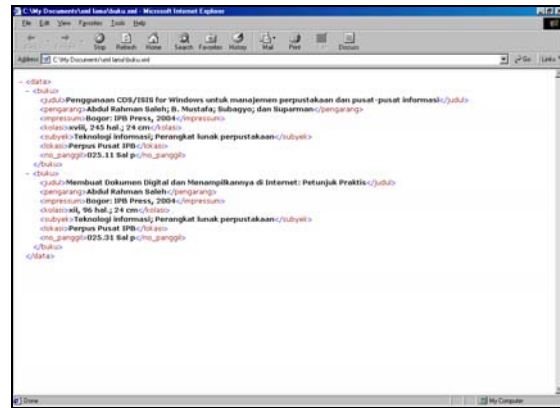 C:\My Documents\xml lama\buku.xml - Microsoft Internet Explorer
File Edit View Favorites Tools Help
Stop Refresh Home Search Favorites History Mail Print Discuss
Address C:\My Documents\xml lama\buku.xml Go Links
- <data>
- <buku>
<judul>Penggunaan CDS/ISIS for Windows untuk manajemen perpustakaan dan pusat-pusat informasi</judul>
<pengarang>Abdul Rahman Saleh; B. Mustafa; Subagyo; dan Suparman</pengarang>
<impressum>Bogor: IPB Press, 2004</impressum>
<kolasi>xviii, 245 hal.; 24 cm</kolasi>
<subyek>Teknologi informasi; Perangkat lunak perpustakaan</subyek>
<lokasi>Perpus Pusat IPB</lokasi>
<no_panggil>025.11 Sal p</no_panggil>
</buku>
- <buku>
<judul>Membuat Dokumen Digital dan Menampilkannya di Internet: Petunjuk Praktis</judul>
<pengarang>Abdul Rahman Saleh</pengarang>
<impressum>Bogor: IPB Press, 2004</impressum>
<kolasi>xii, 96 hal.; 24 cm</kolasi>
<subyek>Teknologi informasi; Perangkat lunak perpustakaan</subyek>
<lokasi>Perpus Pusat IPB</lokasi>
<no_panggil>025.31 Sal p</no_panggil>
</buku>
</data>
Done My Computer